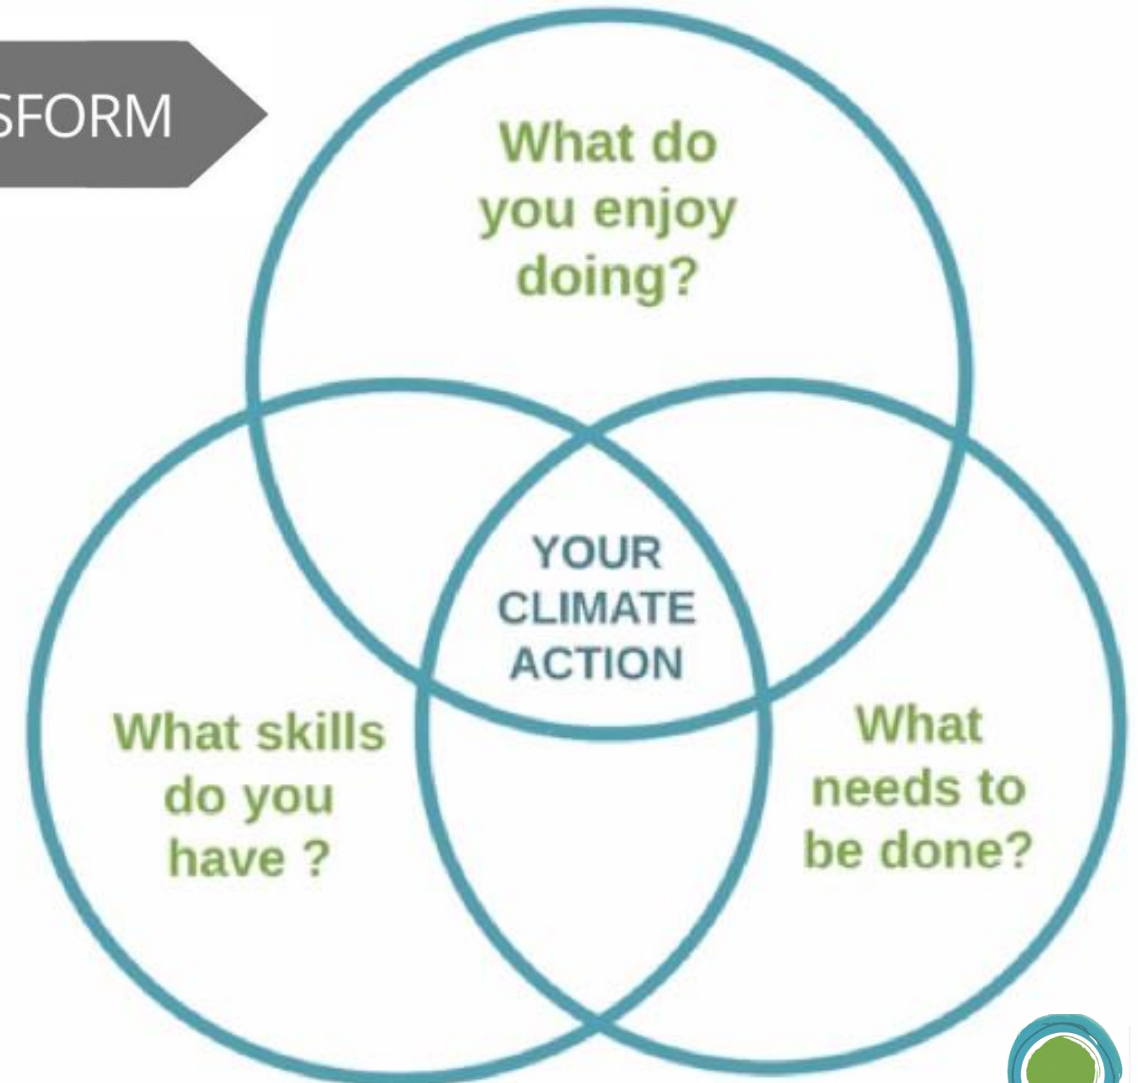 SFORM
What do
you enjoy
doing?
YOUR
CLIMATE
ACTION
What skills
do you
have ?
What
needs to
be done?